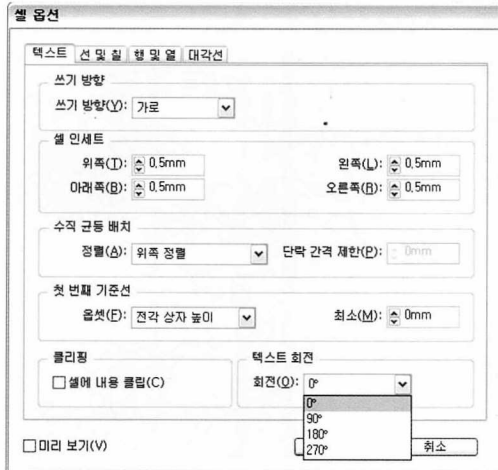 셀 옵션
텍스트 선 및 칠 행 및 열 대각선
쓰기 방향
쓰기 방향(Y): 가로
셀 인세트
위쪽(T): 0,5mm 왼쪽(L): 0,5mm
아래쪽(B): 0,5mm 오른쪽(R): 0,5mm
수직 균등 배치
정렬(A): 위쪽 정렬 단락 간격 제한(P): 0mm
첫 번째 기준선
옵셋(F): 전각 상자 높이 최소(M): 0mm
클리핑 텍스트 회전
셀에 내용 클립(C) 회전(O): 0°
0°
90°
180°
270°
미리 보기(V) 취소